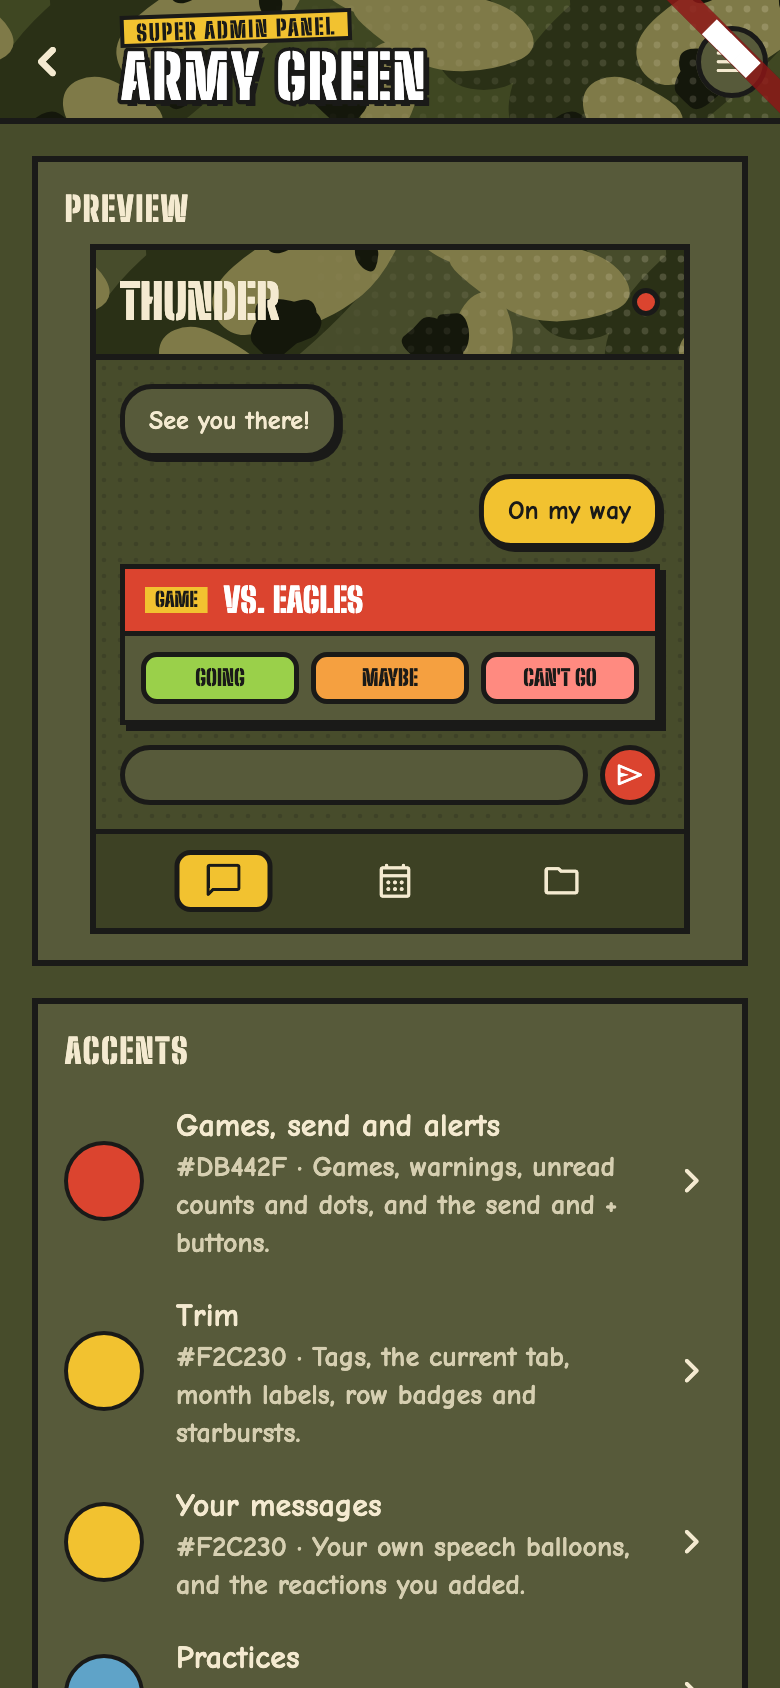 SUPER ADMIN PANEL
ARMY GREEN
PREVIEW
THUNDER
See you there!
On my way
GAME VS. EAGLES
GOING MAYBE CAN'T GO
ACCENTS
Games, send and alerts
#DB442F · Games, warnings, unread
counts and dots, and the send and +
buttons.
Trim
#F2C230 · Tags, the current tab,
month labels, row badges and
starbursts.
Your messages
#F2C230 · Your own speech balloons,
and the reactions you added.
Practices